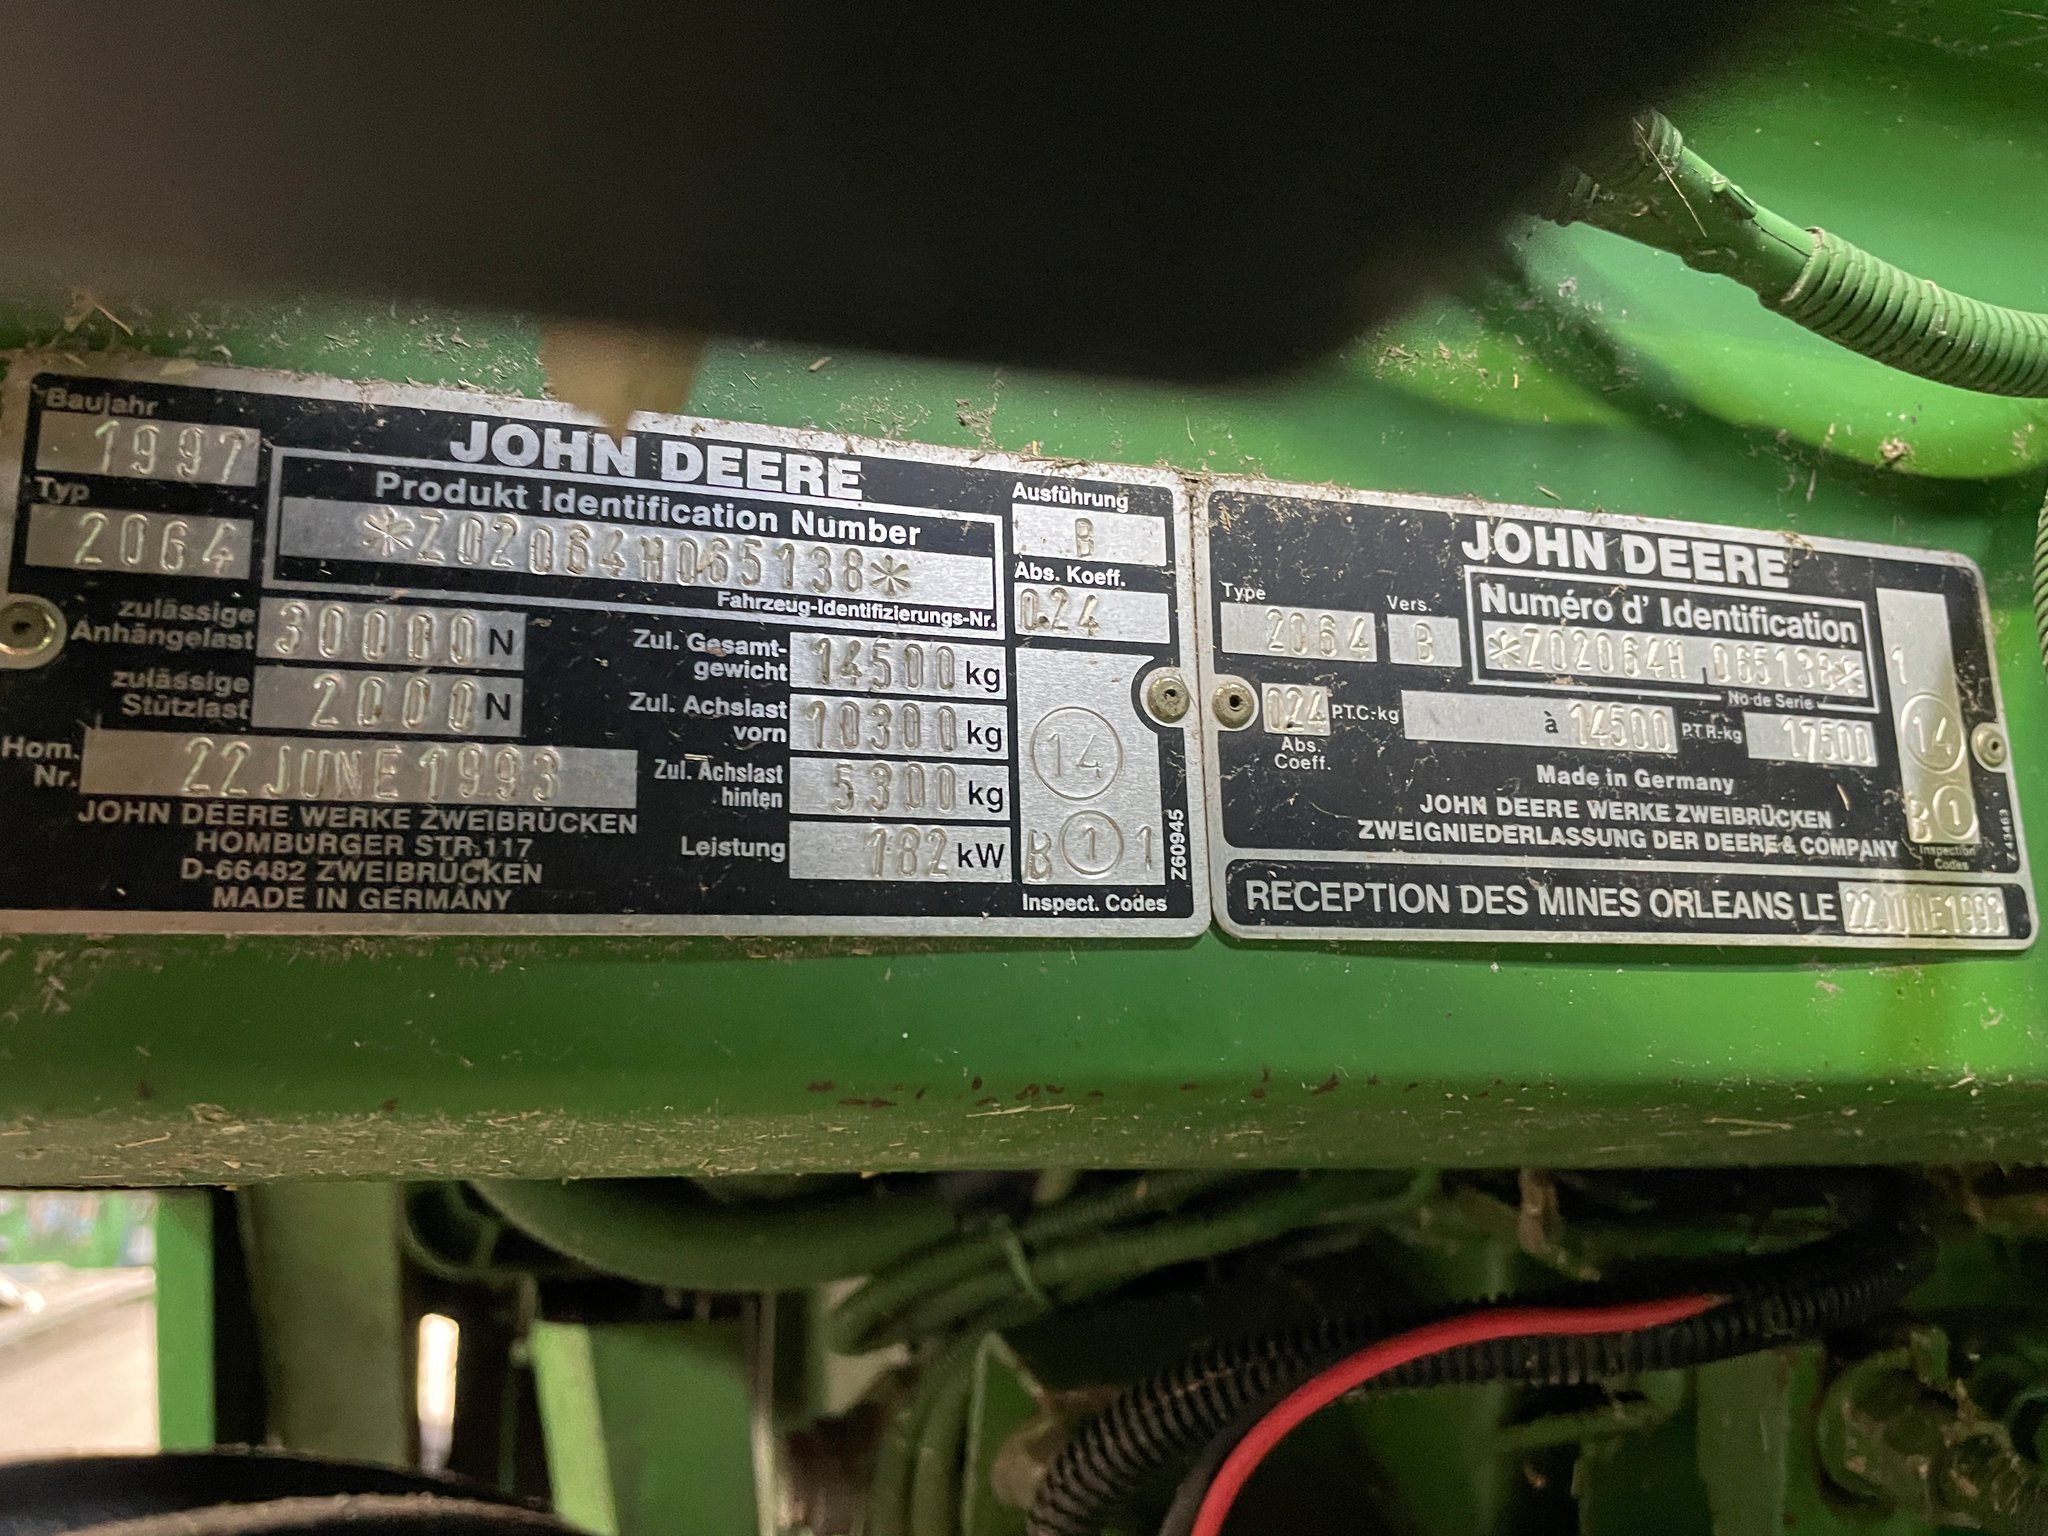 Baujahr
1997
Typ
2064
JOHN DEERE
Produkt Identification Number
*Z02064H065138*
Fahrzeug-Identifizierungs-Nr.
Ausführung
B
Abs. Koeff.
0.24
zulässige
Anhängelast 30000 N
zulässige
Stützlast 2000 N
Hom.
Nr. 22 JUNE 1993
Zul. Gesamt-
gewicht 14500 kg
Zul. Achslast
vorn 10300 kg
Zul. Achslast
hinten 5300 kg
Leistung 182 kW
14
B 1 1
Inspect. Codes
Z60945
JOHN DEERE WERKE ZWEIBRÜCKEN
HOMBURGER STR.117
D-66482 ZWEIBRÜCKEN
MADE IN GERMANY
JOHN DEERE
Type
2064
Vers.
B
Numéro d' Identification
*Z02064H 065138*
No de Serie
024
Abs.
Coeff.
P.T.C.-kg à 14500 P.T.R.-kg 17500
Made in Germany
JOHN DEERE WERKE ZWEIBRÜCKEN
ZWEIGNIEDERLASSUNG DER DEERE & COMPANY
1
14
B 1
Inspection
Codes
Z 43463
RECEPTION DES MINES ORLEANS LE 22JUNE1993